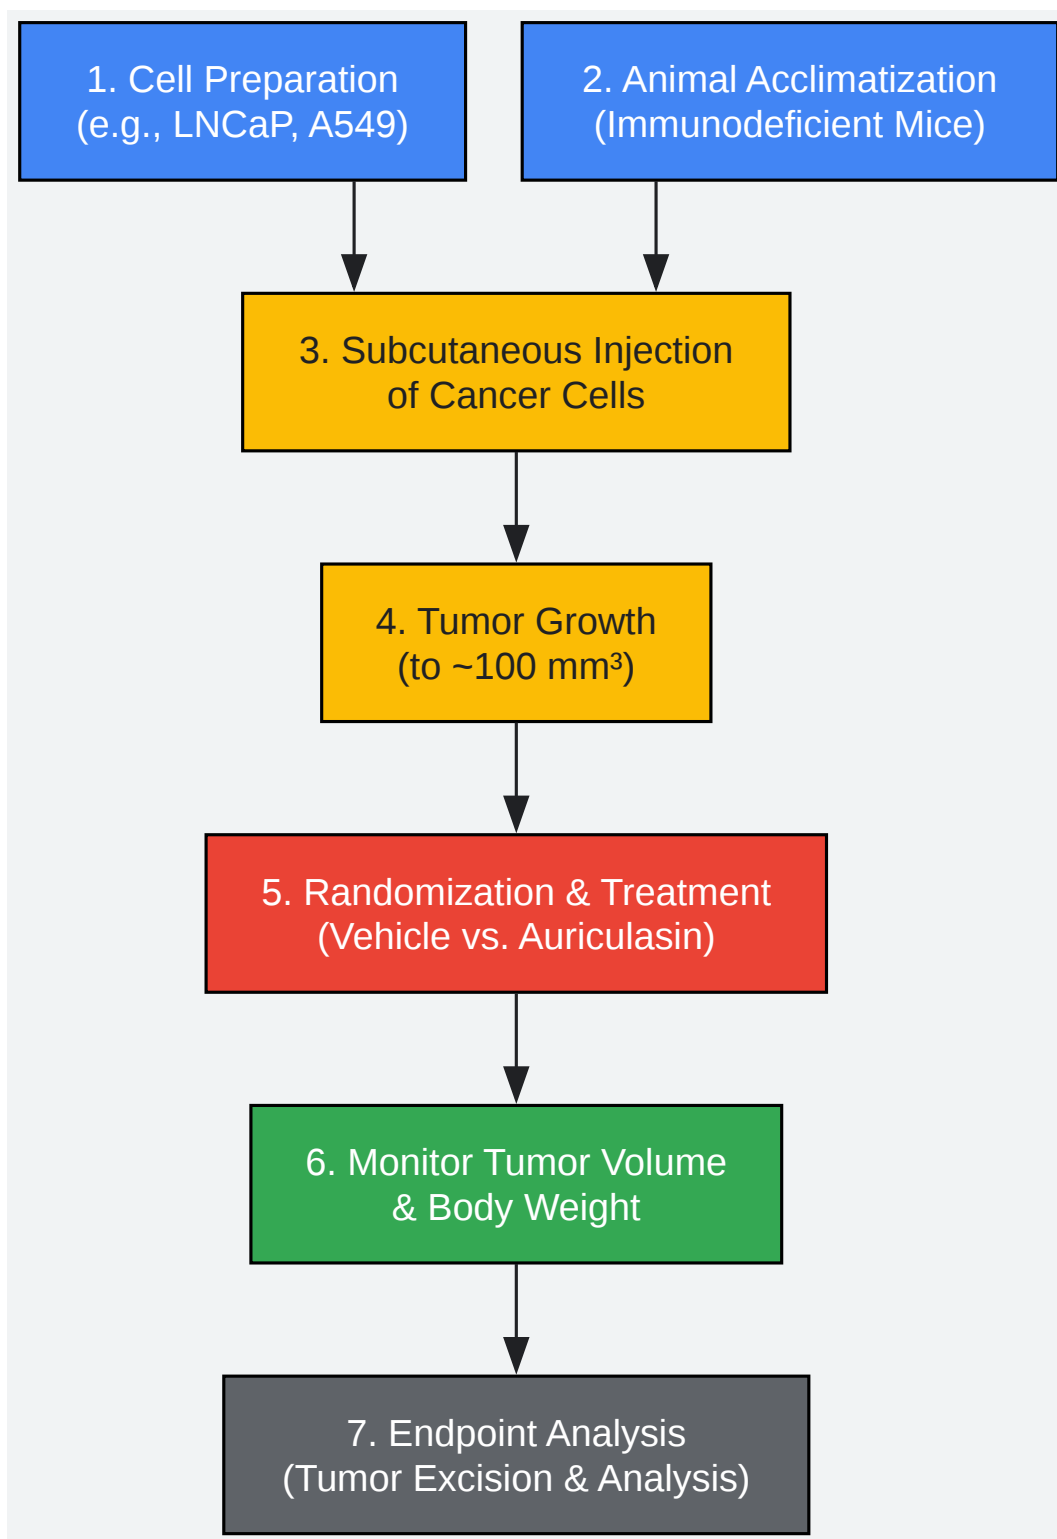 1. Cell Preparation
(e.g., LNCaP, A549)
2. Animal Acclimatization
(Immunodeficient Mice)
3. Subcutaneous Injection
of Cancer Cells
4. Tumor Growth
(to ~100 mm³)
5. Randomization & Treatment
(Vehicle vs. Auriculasin)
6. Monitor Tumor Volume
& Body Weight
7. Endpoint Analysis
(Tumor Excision & Analysis)